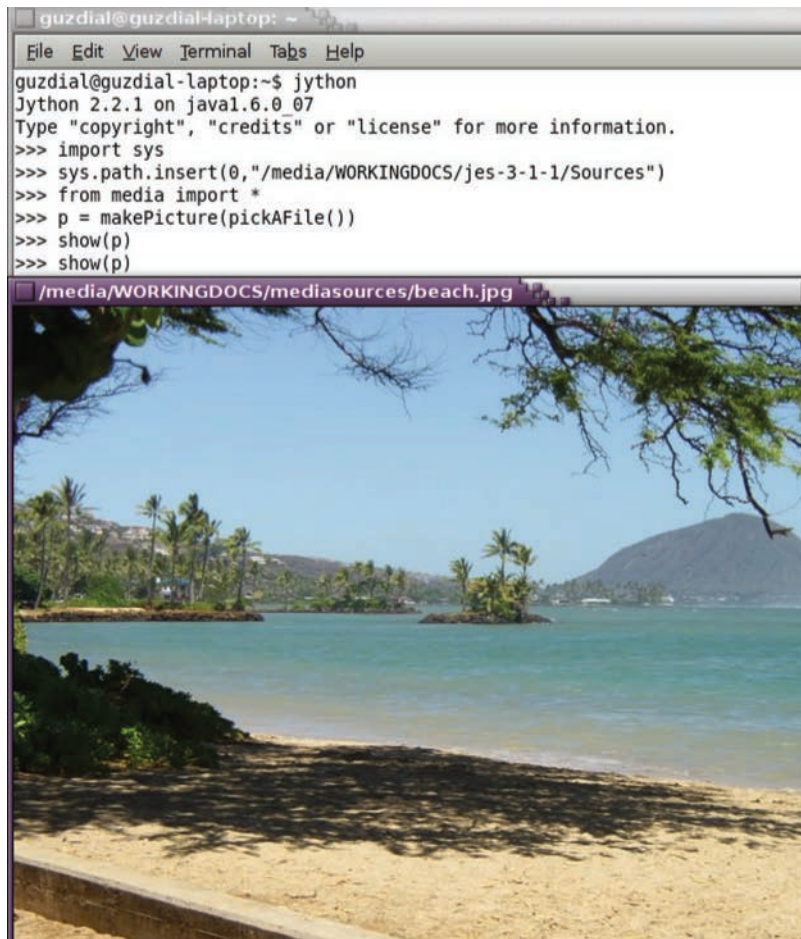 guzdial@guzdial-laptop: ~
File Edit View Terminal Tabs Help
guzdial@guzdial-laptop:~$ jython
Jython 2.2.1 on java1.6.0_07
Type "copyright", "credits" or "license" for more information.
>>> import sys
>>> sys.path.insert(0,"/media/WORKINGDOCS/jes-3-1-1/Sources")
>>> from media import *
>>> p = makePicture(pickAFile())
>>> show(p)
>>> show(p)
/media/WORKINGDOCS/mediasources/beach.jpg